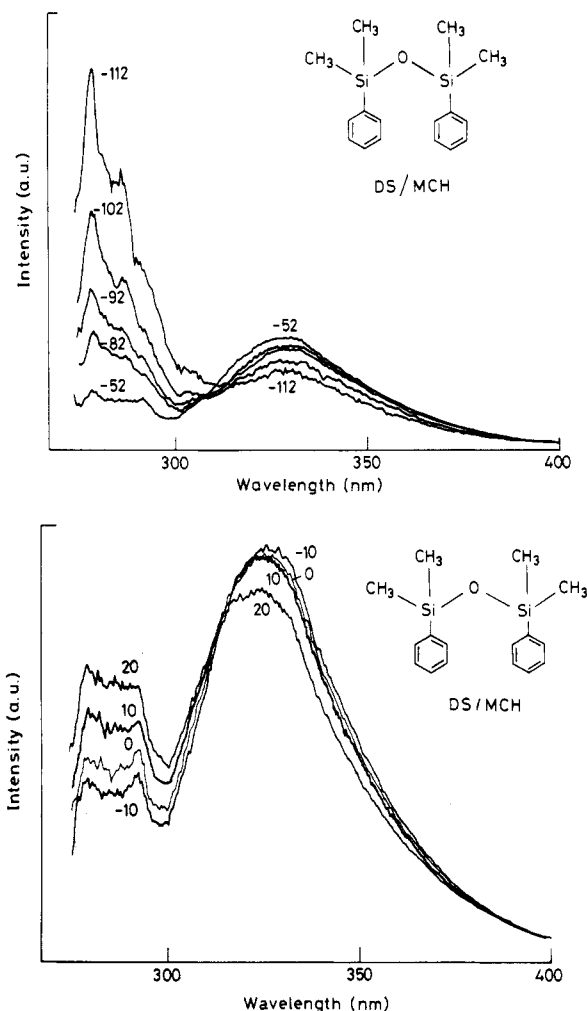 Intensity (a.u.)
-112
-102
-92
-82
-52
-52
-112
CH₃
CH₃
CH₃
CH₃
Si
O
Si
DS/MCH
300
350
400
Wavelength (nm)
Intensity (a.u.)
20
10
0
-10
-10
0
10
20
CH₃
CH₃
CH₃
CH₃
Si
O
Si
DS/MCH
300
350
400
Wavelength (nm)